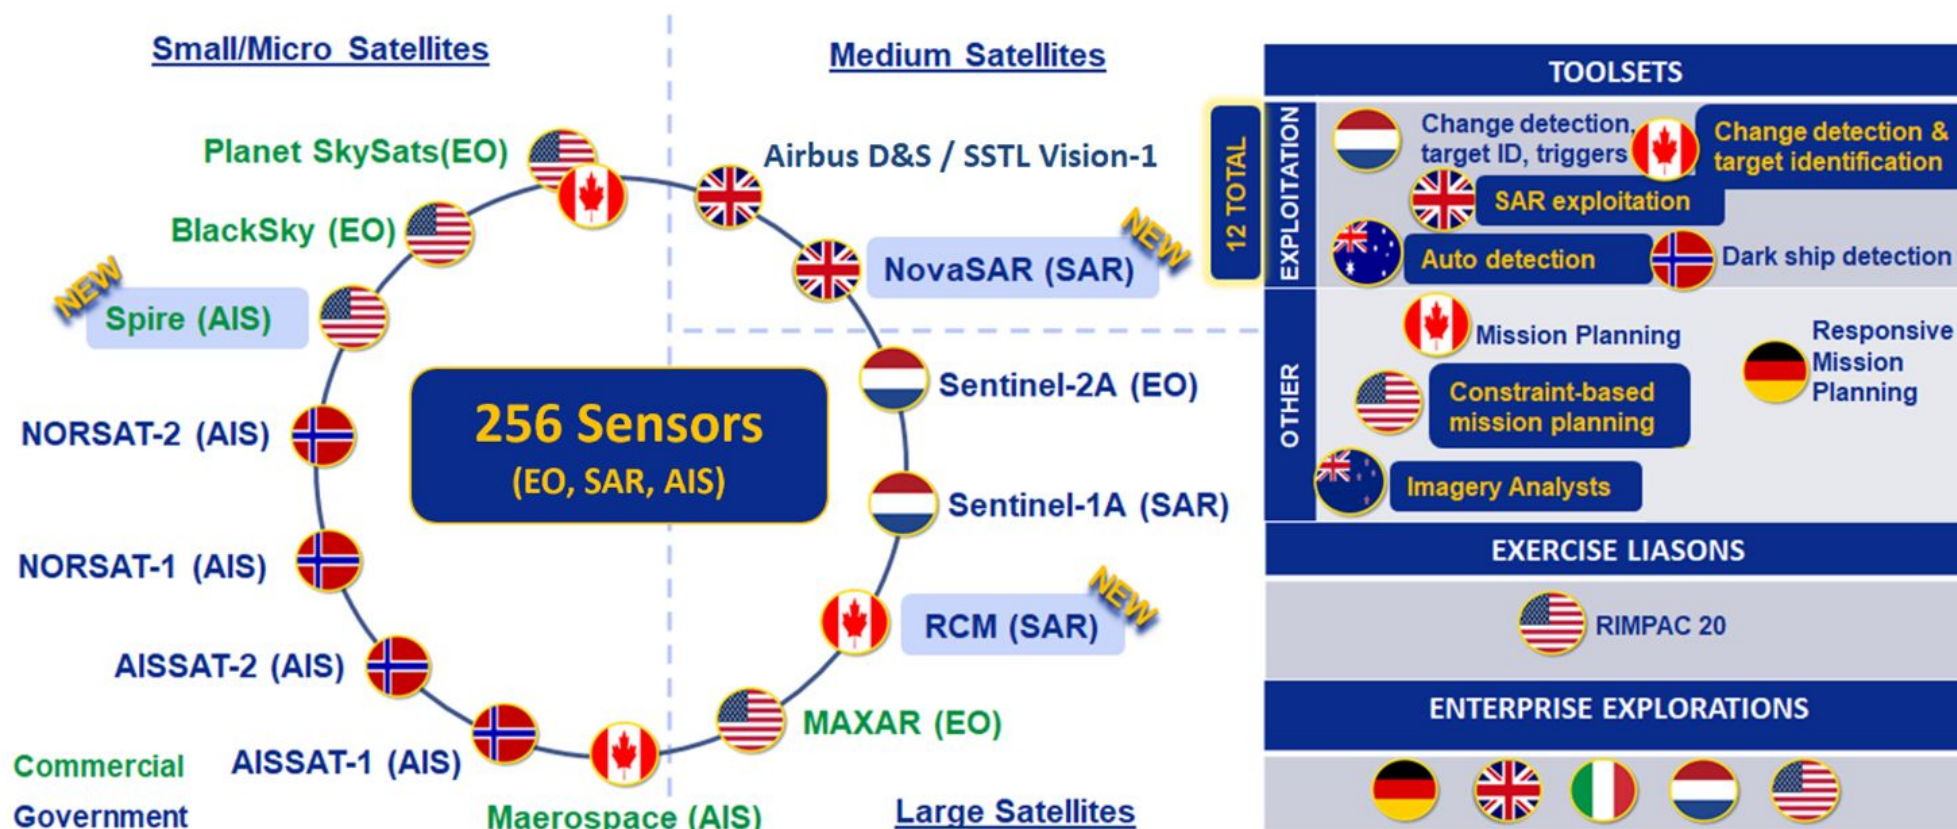 Small/Micro Satellites
Medium Satellites
Planet SkySats(EO)
BlackSky (EO)
NEW
Spire (AIS)
NORSAT-2 (AIS)
NORSAT-1 (AIS)
AISSAT-2 (AIS)
AISSAT-1 (AIS)
Maerospace (AIS)
Commercial
Government
256 Sensors
(EO, SAR, AIS)
Airbus D&S / SSTL Vision-1
NovaSAR (SAR)
NEW
Sentinel-2A (EO)
Sentinel-1A (SAR)
RCM (SAR)
NEW
MAXAR (EO)
Large Satellites
TOOLSETS
12 TOTAL
EXPLOITATION
Change detection,
target ID, triggers
Change detection &
target identification
SAR exploitation
Auto detection
Dark ship detection
OTHER
Mission Planning
Responsive
Mission
Planning
Constraint-based
mission planning
Imagery Analysts
EXERCISE LIASONS
RIMPAC 20
ENTERPRISE EXPLORATIONS